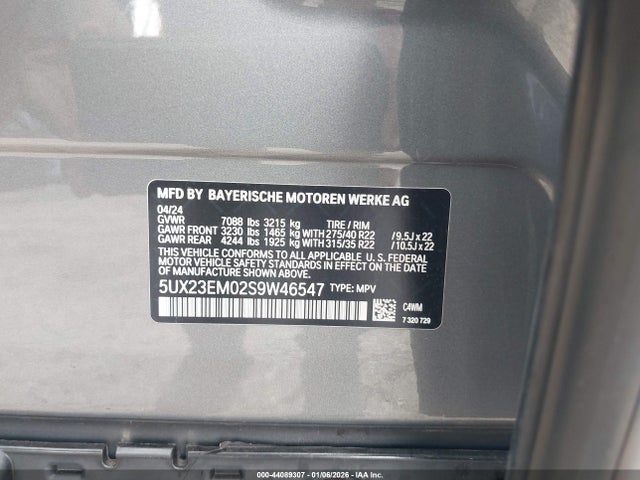 MFD BY BAYERISCHE MOTOREN WERKE AG
04/24
GVWR 7088 lbs 3215 kg TIRE / RIM
GAWR FRONT 3230 lbs 1465 kg WITH 275/40 R22 / 9.5J x 22
GAWR REAR 4244 lbs 1925 kg WITH 315/35 R22 / 10.5J x 22
THIS VEHICLE CONFORMS TO ALL APPLICABLE U. S. FEDERAL
MOTOR VEHICLE SAFETY STANDARDS IN EFFECT ON THE
DATE OF MANUFACTURE SHOWN ABOVE.
5UX23EM02S9W46547 TYPE: MPV
C4WM
7 320 729
000-44089307 - 01/06/2026 - IAAI, Inc.